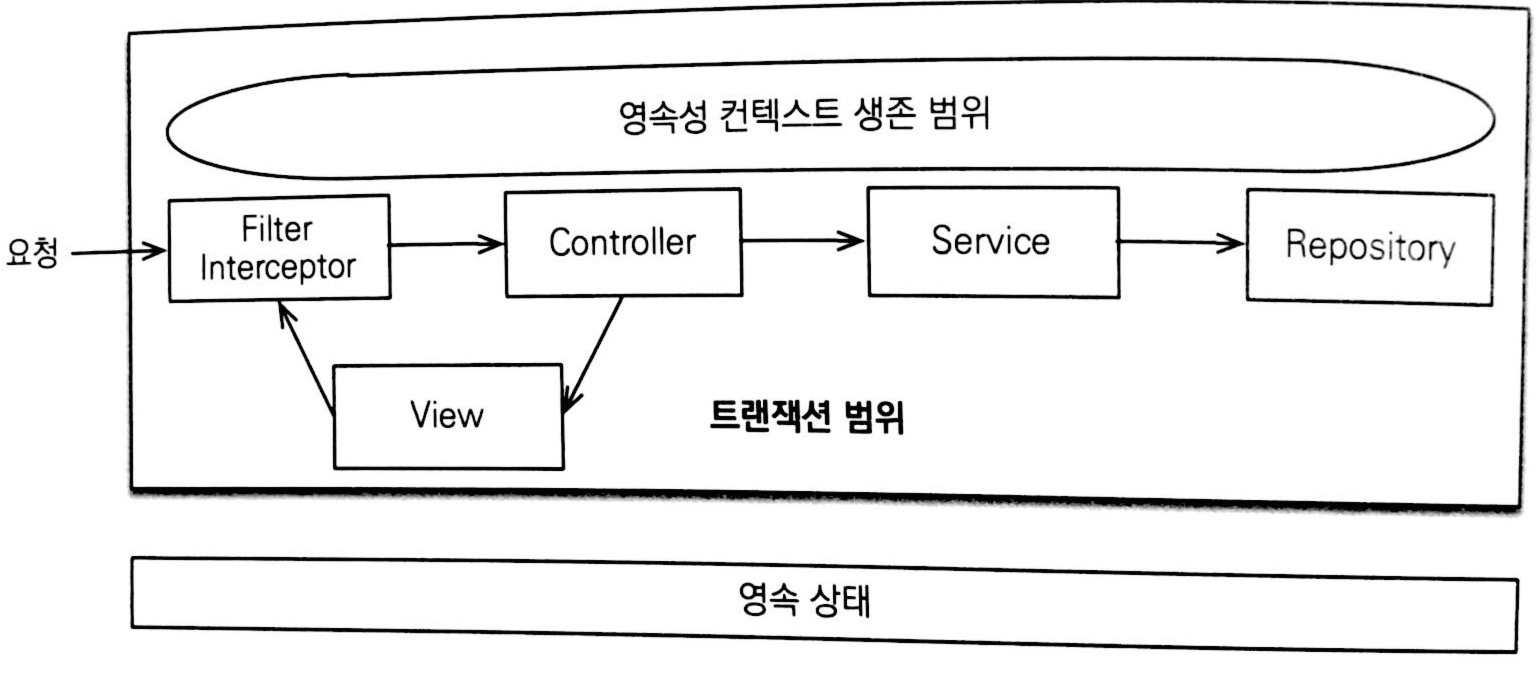 영속성 컨텍스트 생존 범위
요청
Filter
Interceptor
Controller
Service
Repository
View
트랜잭션 범위
영속 상태